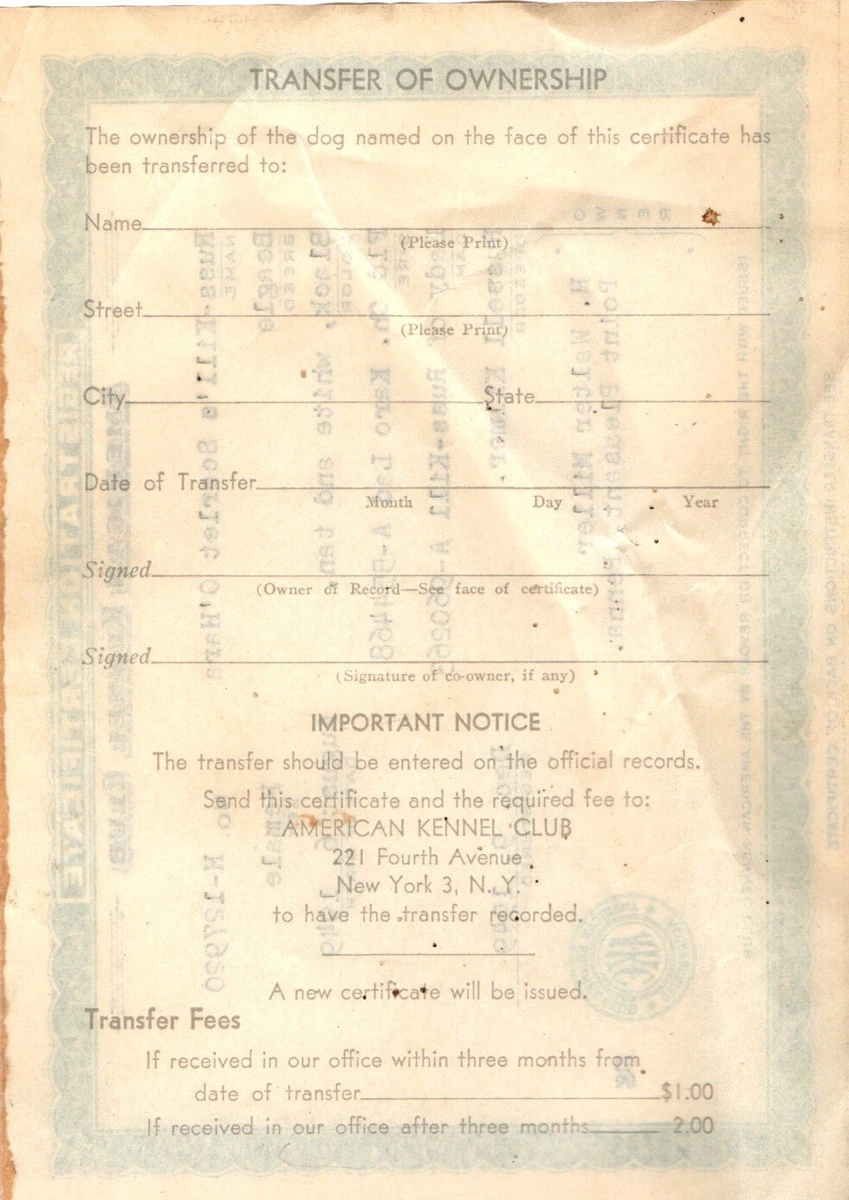 TRANSFER OF OWNERSHIP
The ownership of the dog named on the face of this certificate has
been transferred to:
Name
(Please Print)
Street
(Please Print)
City State
Date of Transfer
Month Day Year
Signed
(Owner of Record—See face of certificate)
Signed
(Signature of co-owner, if any)
IMPORTANT NOTICE
The transfer should be entered on the official records.
Send this certificate and the required fee to:
AMERICAN KENNEL CLUB
221 Fourth Avenue
New York 3, N. Y.
to have the transfer recorded.
A new certificate will be issued.
Transfer Fees
If received in our office within three months from
date of transfer $1.00
If received in our office after three months 2.00